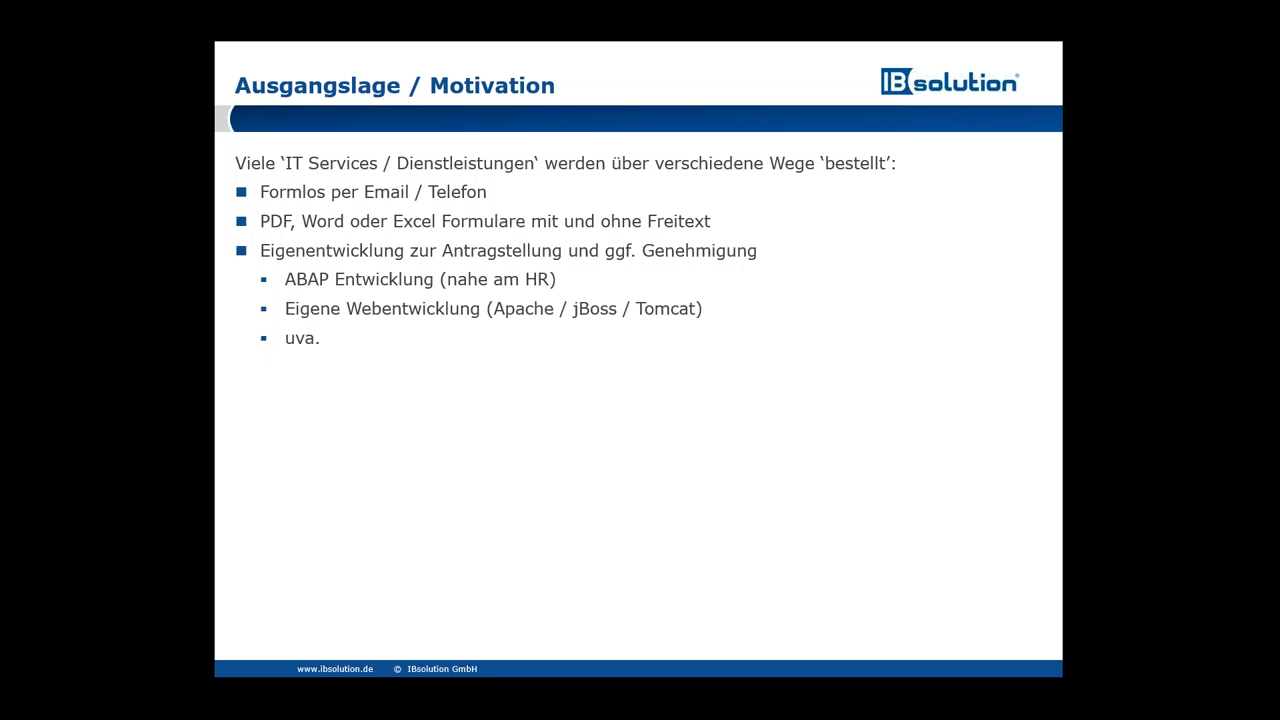 Ausgangslage / Motivation
IBsolution®
Viele ‘IT Services / Dienstleistungen‘ werden über verschiedene Wege ‘bestellt’:
Formlos per Email / Telefon
PDF, Word oder Excel Formulare mit und ohne Freitext
Eigenentwicklung zur Antragstellung und ggf. Genehmigung
ABAP Entwicklung (nahe am HR)
Eigene Webentwicklung (Apache / jBoss / Tomcat)
uva.
www.ibsolution.de © IBsolution GmbH